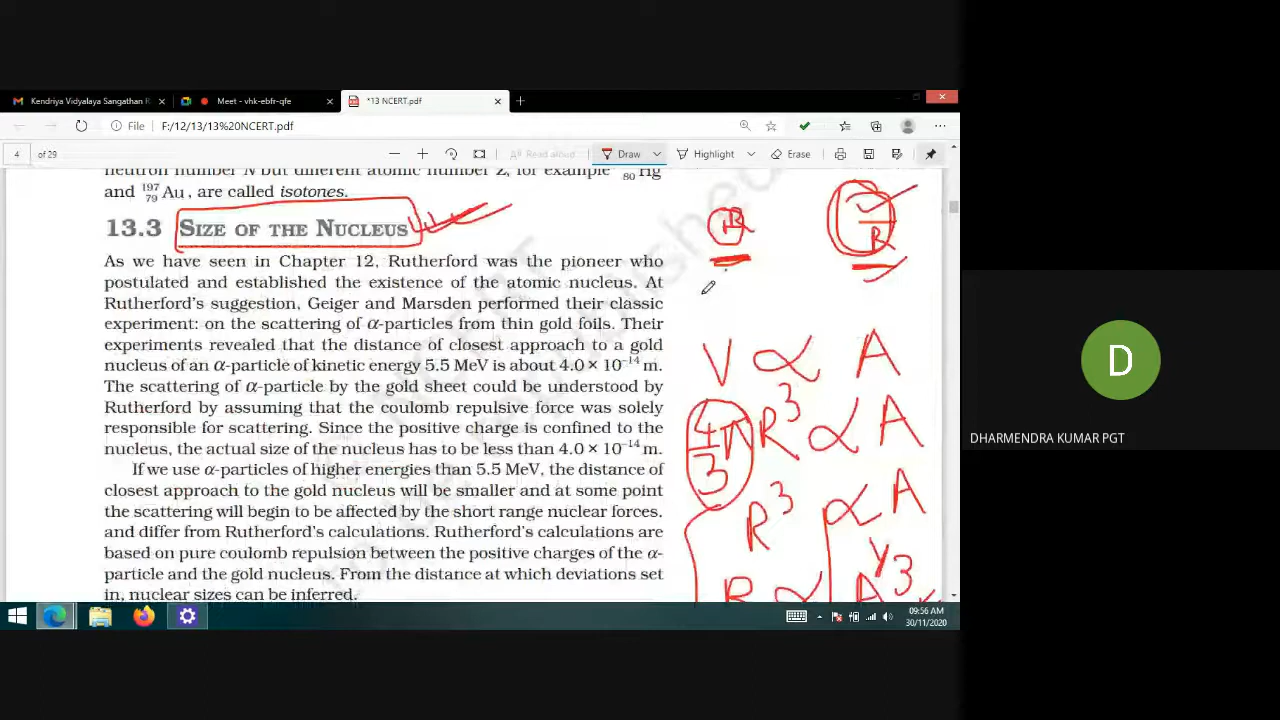 Kendriya Vidyalaya Sangathan K
Meet - vhk-ebfr-qfe
*13 NCERT.pdf
File
F:/12/13/13%20NCERT.pdf
4 of 29
Read aloud
Draw
Highlight
Erase
neutron number N but different atomic number Z, for example 80Hg
and ¹⁹⁷₇₉Au, are called isotones.
13.3 SIZE OF THE NUCLEUS
As we have seen in Chapter 12, Rutherford was the pioneer who
postulated and established the existence of the atomic nucleus. At
Rutherford's suggestion, Geiger and Marsden performed their classic
experiment: on the scattering of α-particles from thin gold foils. Their
experiments revealed that the distance of closest approach to a gold
nucleus of an α-particle of kinetic energy 5.5 MeV is about 4.0 × 10⁻¹⁴ m.
The scattering of α-particle by the gold sheet could be understood by
Rutherford by assuming that the coulomb repulsive force was solely
responsible for scattering. Since the positive charge is confined to the
nucleus, the actual size of the nucleus has to be less than 4.0 × 10⁻¹⁴ m.
If we use α-particles of higher energies than 5.5 MeV, the distance of
closest approach to the gold nucleus will be smaller and at some point
the scattering will begin to be affected by the short range nuclear forces,
and differ from Rutherford's calculations. Rutherford's calculations are
based on pure coulomb repulsion between the positive charges of the α-
particle and the gold nucleus. From the distance at which deviations set
in, nuclear sizes can be inferred.
R
V ∝ A
4/3 π R³ ∝ A
R³ ∝ A
R ∝ A^1/3
D
DHARMENDRA KUMAR PGT
09:56 AM
30/11/2020